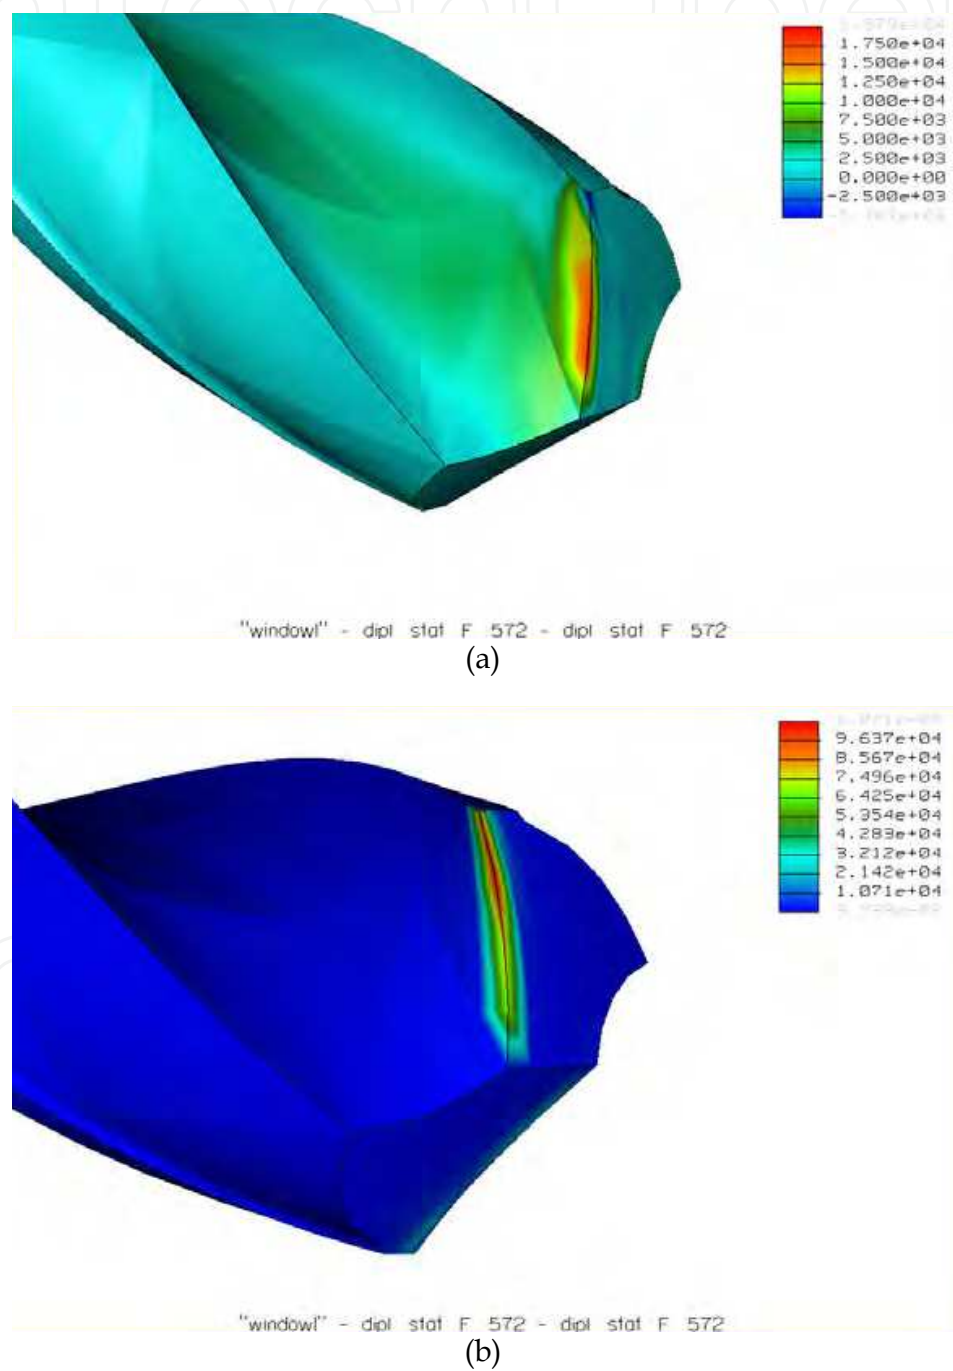 1.750e+04
1.500e+04
1.250e+04
1.000e+04
7.500e+03
5.000e+03
2.500e+03
0.000e+00
-2.500e+03
"window1" - dipl stat F 572 - dipl stat F 572
(a)
9.637e+04
8.567e+04
7.496e+04
6.425e+04
5.354e+04
4.283e+04
3.212e+04
2.142e+04
1.071e+04
"window1" - dipl stat F 572 - dipl stat F 572
(b)